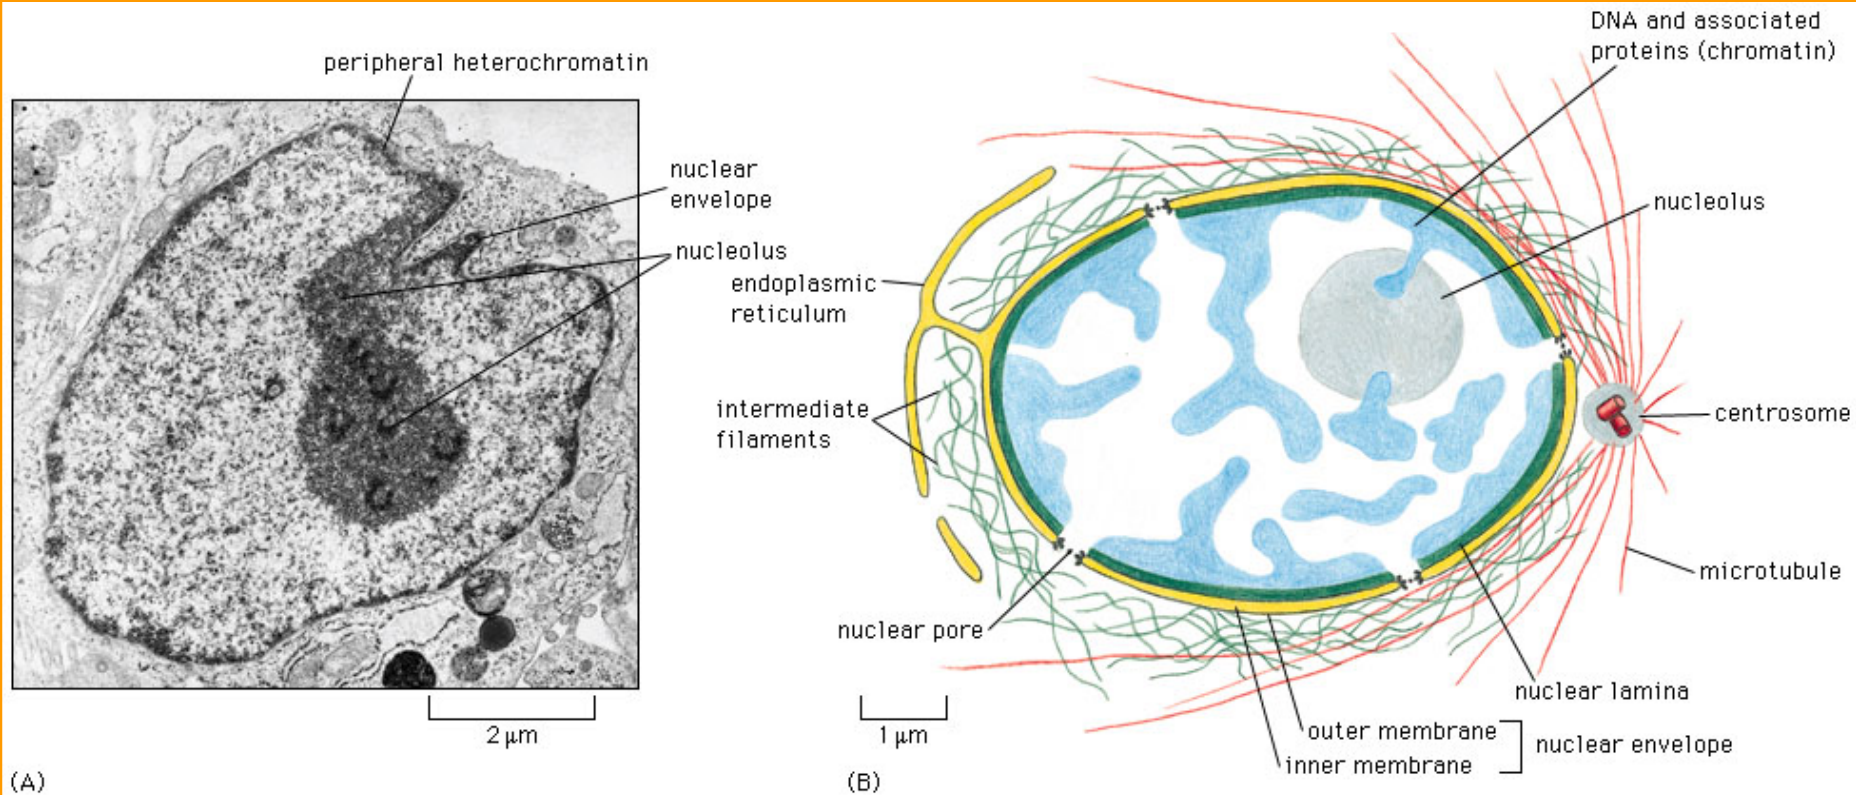 peripheral heterochromatin
nuclear
envelope
nucleolus
2 μm
(A)
DNA and associated
proteins (chromatin)
nucleolus
endoplasmic
reticulum
intermediate
filaments
centrosome
microtubule
nuclear pore
nuclear lamina
1 μm
outer membrane
inner membrane
nuclear envelope
(B)